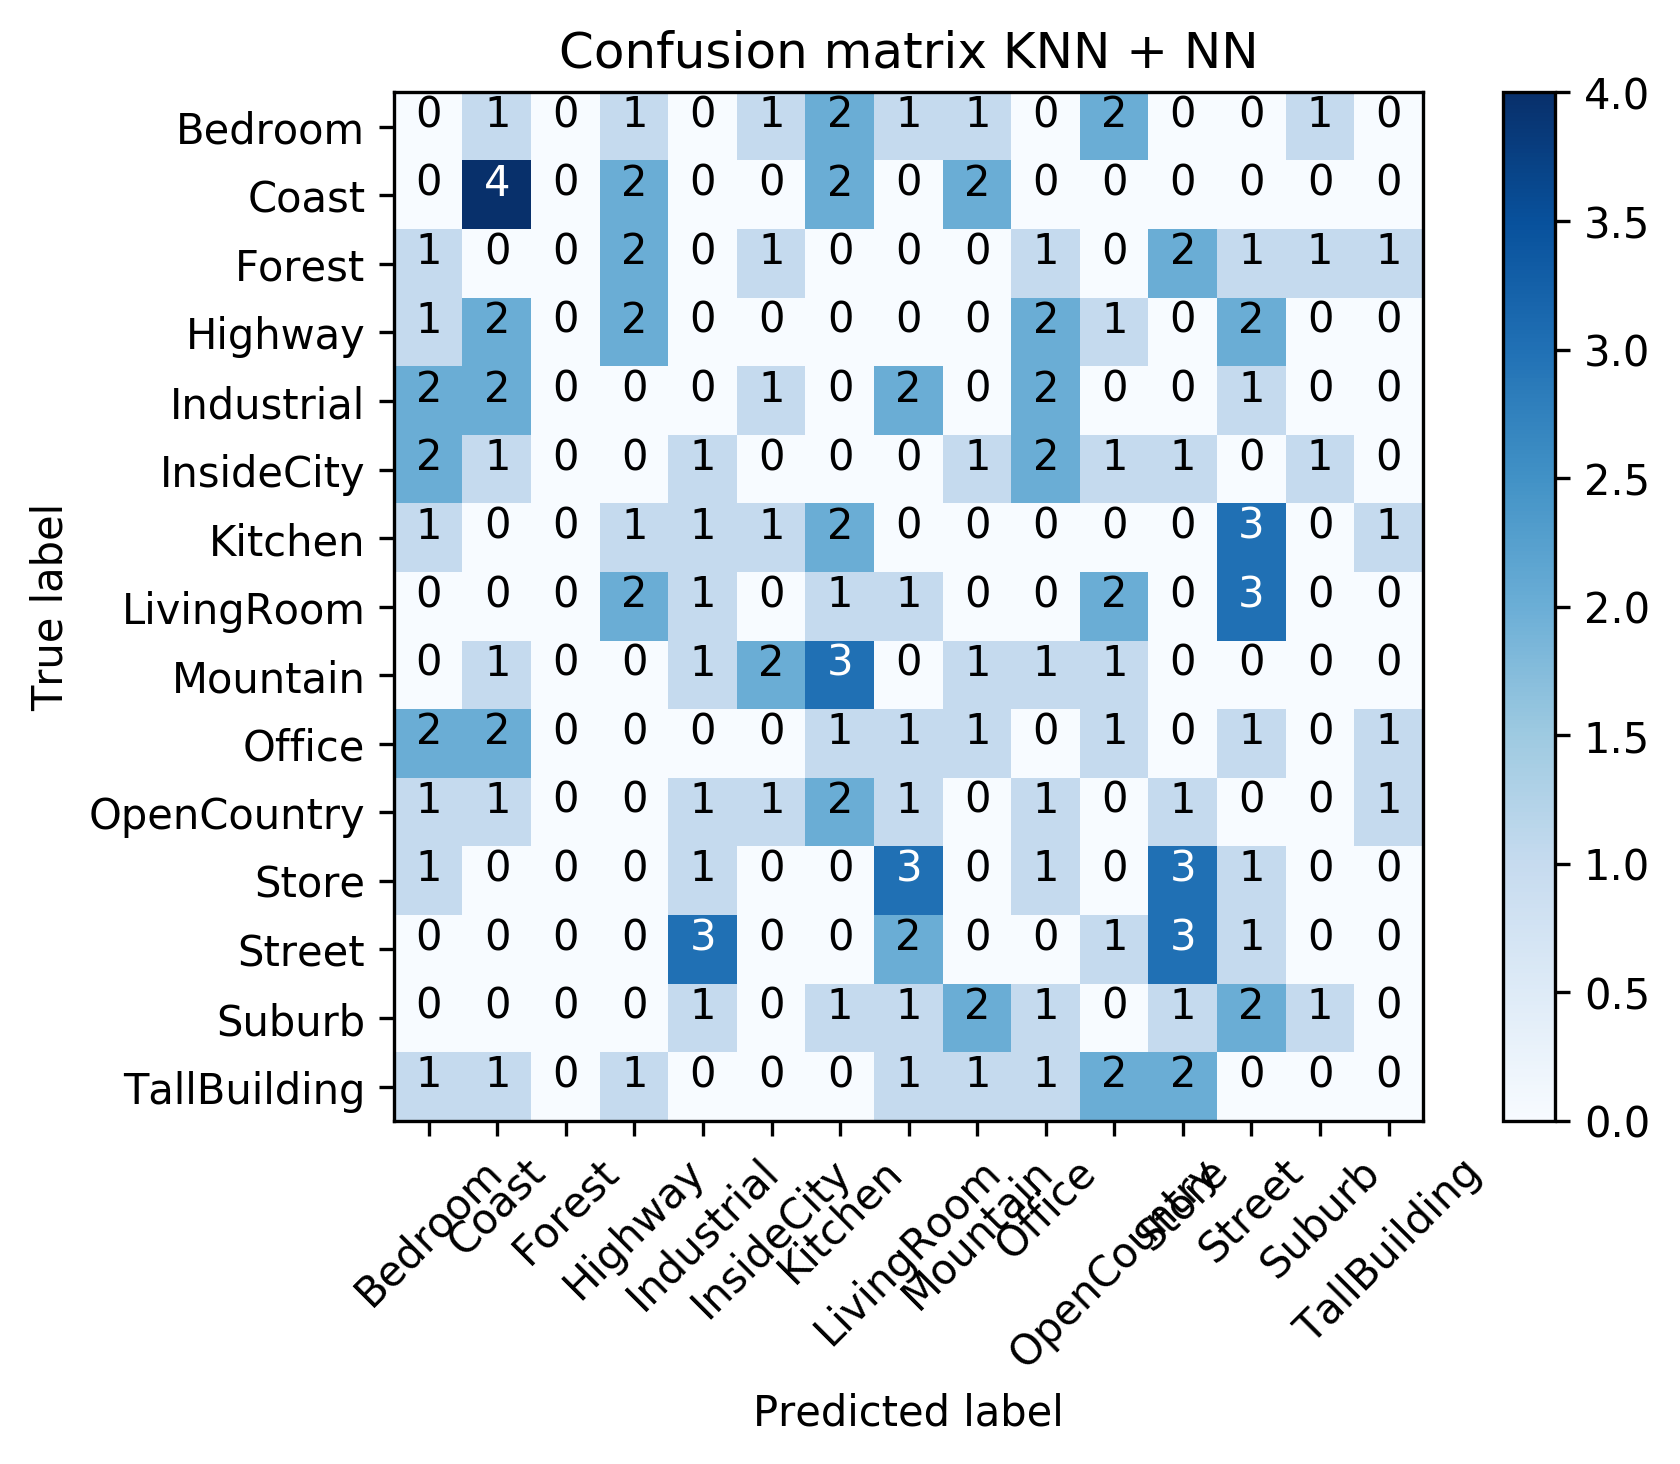 Confusion matrix KNN + NN
Bedroom 0 1 0 1 0 1 2 1 1 0 2 0 0 1 0
Coast 0 4 0 2 0 0 2 0 2 0 0 0 0 0 0
Forest 1 0 0 2 0 1 0 0 0 1 0 2 1 1 1
Highway 1 2 0 2 0 0 0 0 0 2 1 0 2 0 0
Industrial 2 2 0 0 0 1 0 2 0 2 0 0 1 0 0
InsideCity 2 1 0 0 1 0 0 0 1 2 1 1 0 1 0
Kitchen 1 0 0 1 1 1 2 0 0 0 0 0 3 0 1
LivingRoom 0 0 0 2 1 0 1 1 0 0 2 0 3 0 0
Mountain 0 1 0 0 1 2 3 0 1 1 1 0 0 0 0
Office 2 2 0 0 0 0 1 1 1 0 1 0 1 0 1
OpenCountry 1 1 0 0 1 1 2 1 0 1 0 1 0 0 1
Store 1 0 0 0 1 0 0 3 0 1 0 3 1 0 0
Street 0 0 0 0 3 0 0 2 0 0 1 3 1 0 0
Suburb 0 0 0 0 1 0 1 1 2 1 0 1 2 1 0
TallBuilding 1 1 0 1 0 0 0 1 1 1 2 2 0 0 0
True label
Bedroom
Coast
Forest
Highway
Industrial
InsideCity
Kitchen
LivingRoom
Mountain
Office
OpenCountry
Store
Street
Suburb
TallBuilding
Predicted label
4.0
3.5
3.0
2.5
2.0
1.5
1.0
0.5
0.0